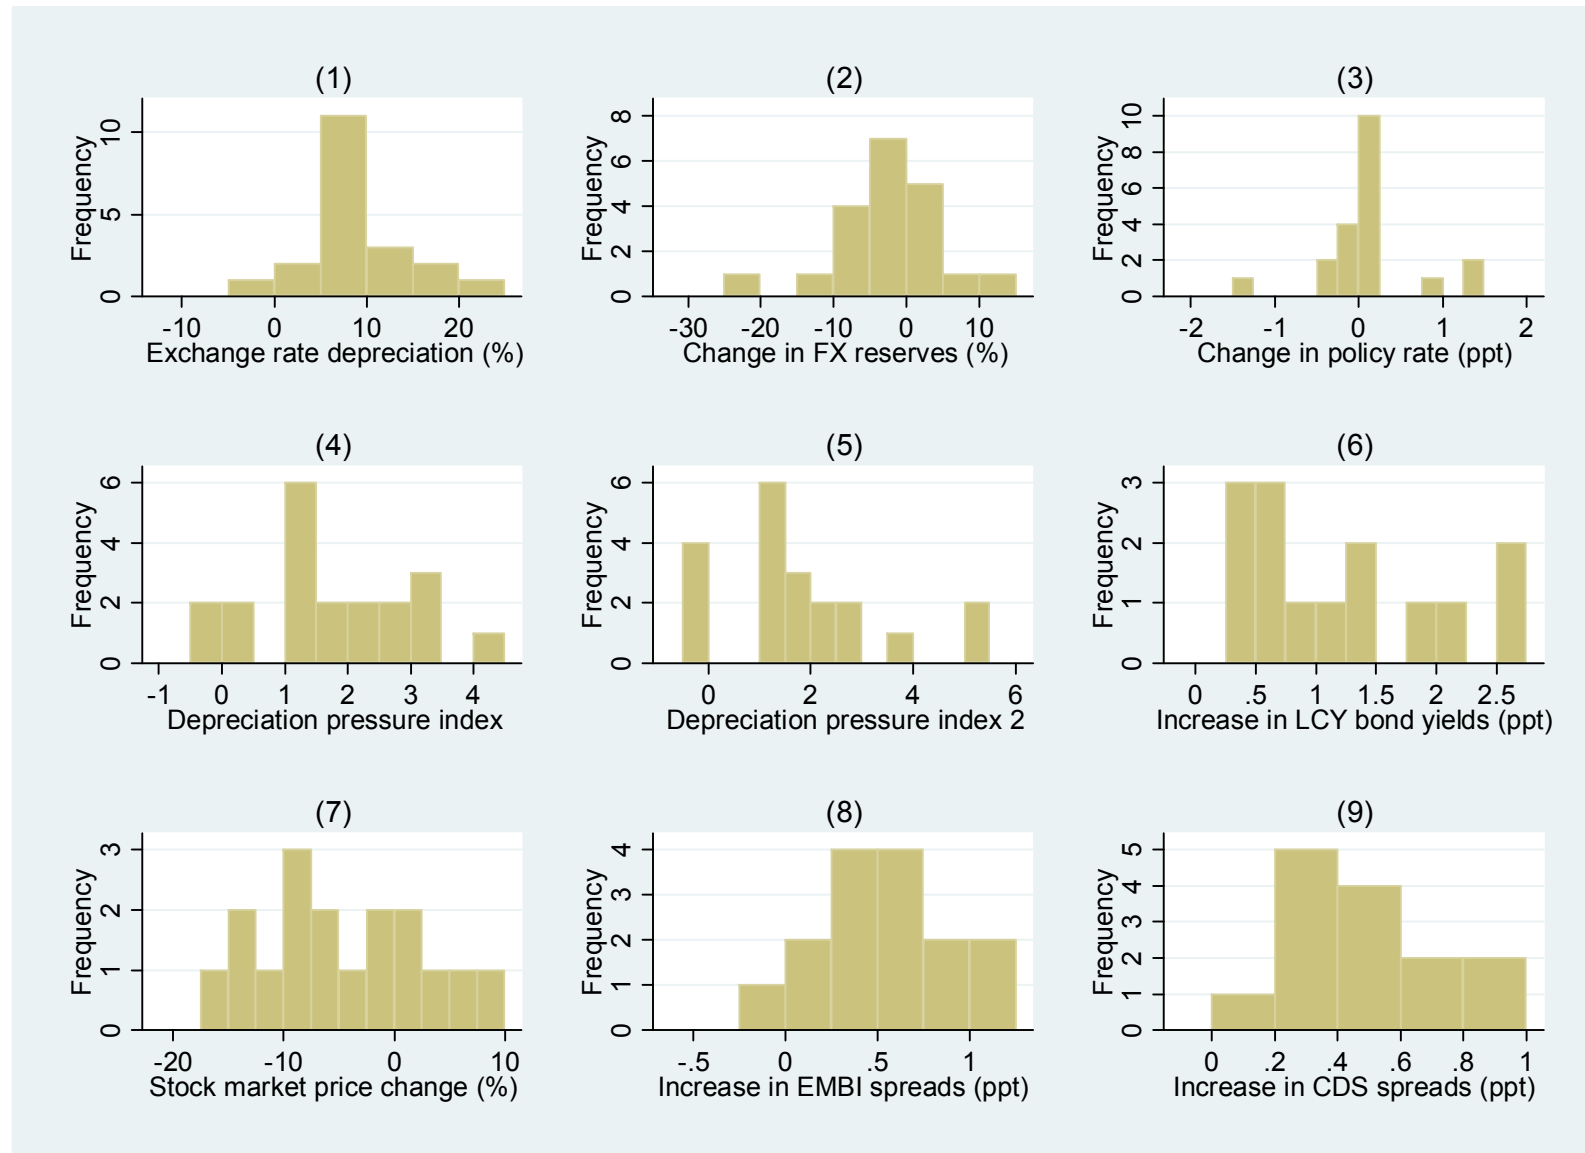 (1)
Frequency
10
5
0
-10 0 10 20
Exchange rate depreciation (%)
(2)
Frequency
8
6
4
2
0
-30 -20 -10 0 10
Change in FX reserves (%)
(3)
Frequency
10
8
6
4
2
0
-2 -1 0 1 2
Change in policy rate (ppt)
(4)
Frequency
6
4
2
0
-1 0 1 2 3 4
Depreciation pressure index
(5)
Frequency
6
4
2
0
0 2 4 6
Depreciation pressure index 2
(6)
Frequency
3
2
1
0
0 .5 1 1.5 2 2.5
Increase in LCY bond yields (ppt)
(7)
Frequency
3
2
1
0
-20 -10 0 10
Stock market price change (%)
(8)
Frequency
4
3
2
1
0
-.5 0 .5 1
Increase in EMBI spreads (ppt)
(9)
Frequency
5
4
3
2
1
0
0 .2 .4 .6 .8 1
Increase in CDS spreads (ppt)